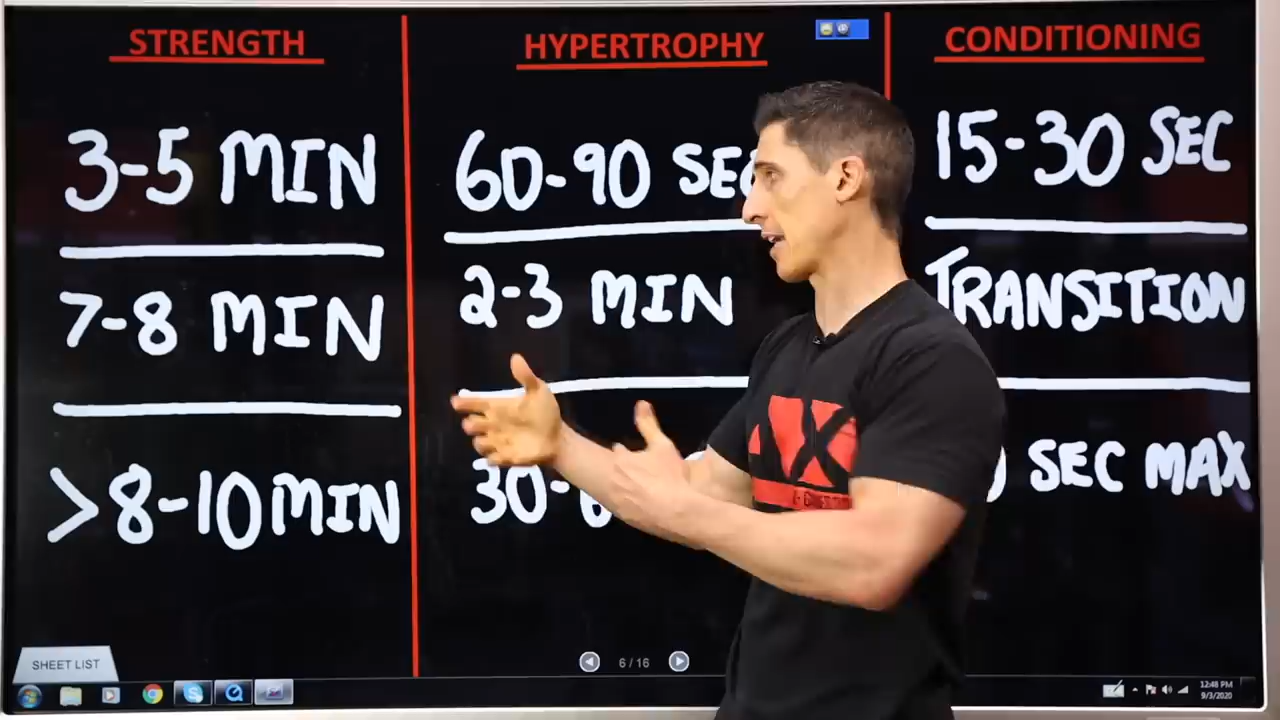 STRENGTH
HYPERTROPHY
CONDITIONING
3-5 MIN
60-90 SEC
15-30 SEC
7-8 MIN
2-3 MIN
TRANSITION
>8-10 MIN
SEC MAX
SHEET LIST
6 / 16
12:48 PM
9/3/2020